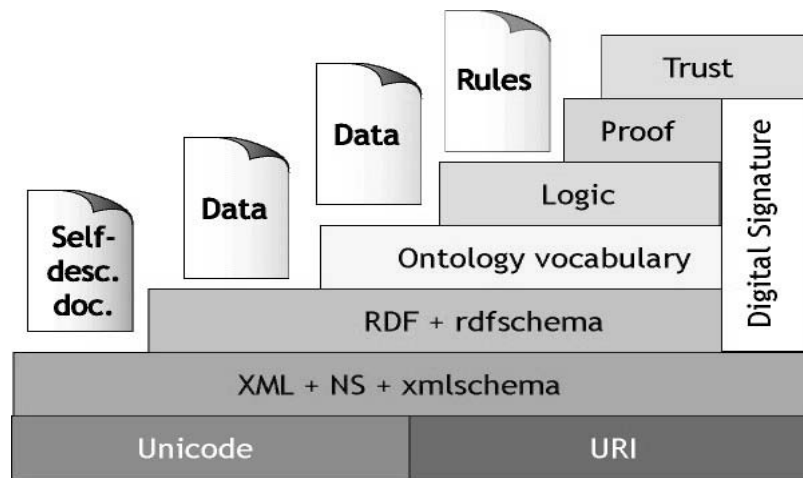 Rules
Trust
Data
Proof
Data
Logic
Self-
desc.
doc.
Ontology vocabulary
Digital Signature
RDF + rdfschema
XML + NS + xmlschema
Unicode
URI